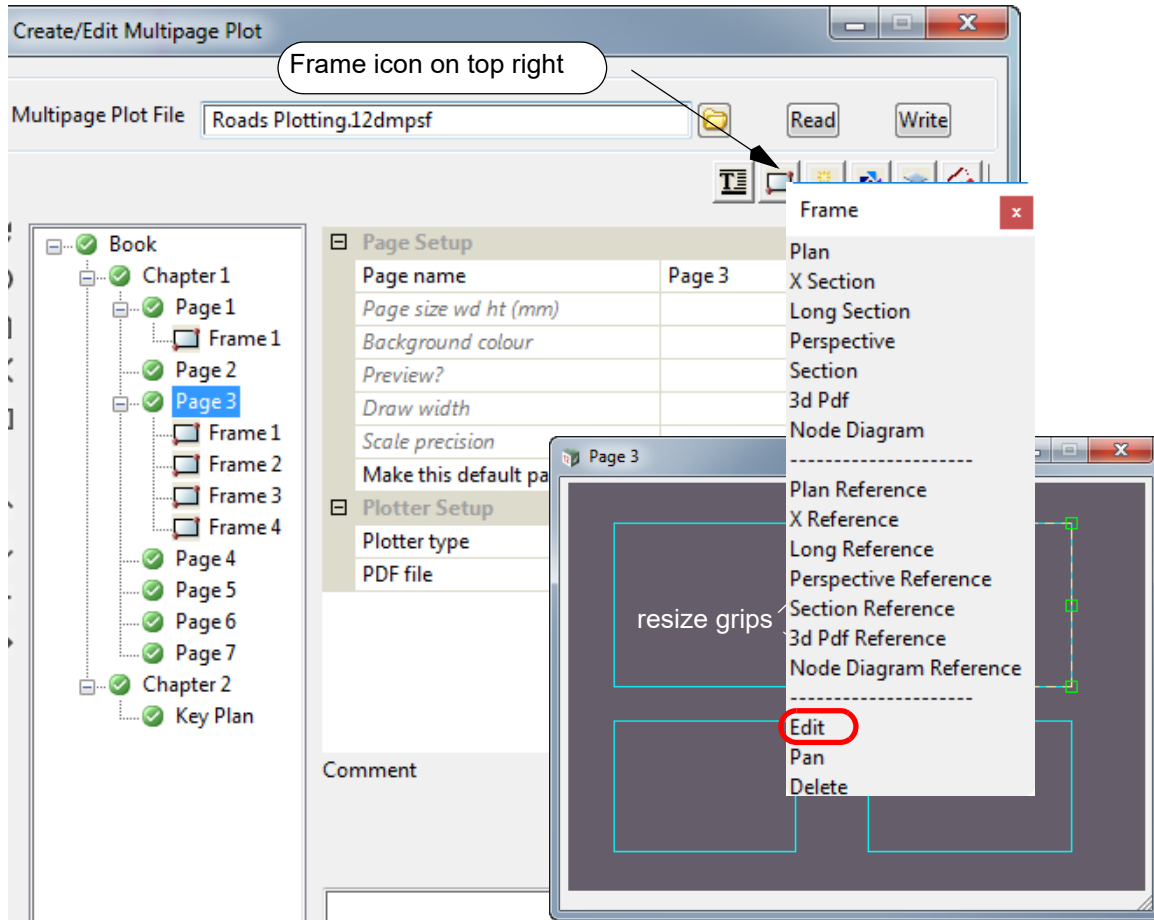 Create/Edit Multipage Plot
Frame icon on top right
Multipage Plot File
Roads Plotting.12dmpsf
Read
Write
Book
Chapter 1
Page 1
Frame 1
Page 2
Page 3
Frame 1
Frame 2
Frame 3
Frame 4
Page 4
Page 5
Page 6
Page 7
Chapter 2
Key Plan
Page Setup
Page name
Page 3
Page size wd ht (mm)
Background colour
Preview?
Draw width
Scale precision
Make this default pa
Plotter Setup
Plotter type
PDF file
Comment
Page 3
resize grips
Frame
Plan
X Section
Long Section
Perspective
Section
3d Pdf
Node Diagram
---------------------
Plan Reference
X Reference
Long Reference
Perspective Reference
Section Reference
3d Pdf Reference
Node Diagram Reference
---------------------
Edit
Pan
Delete